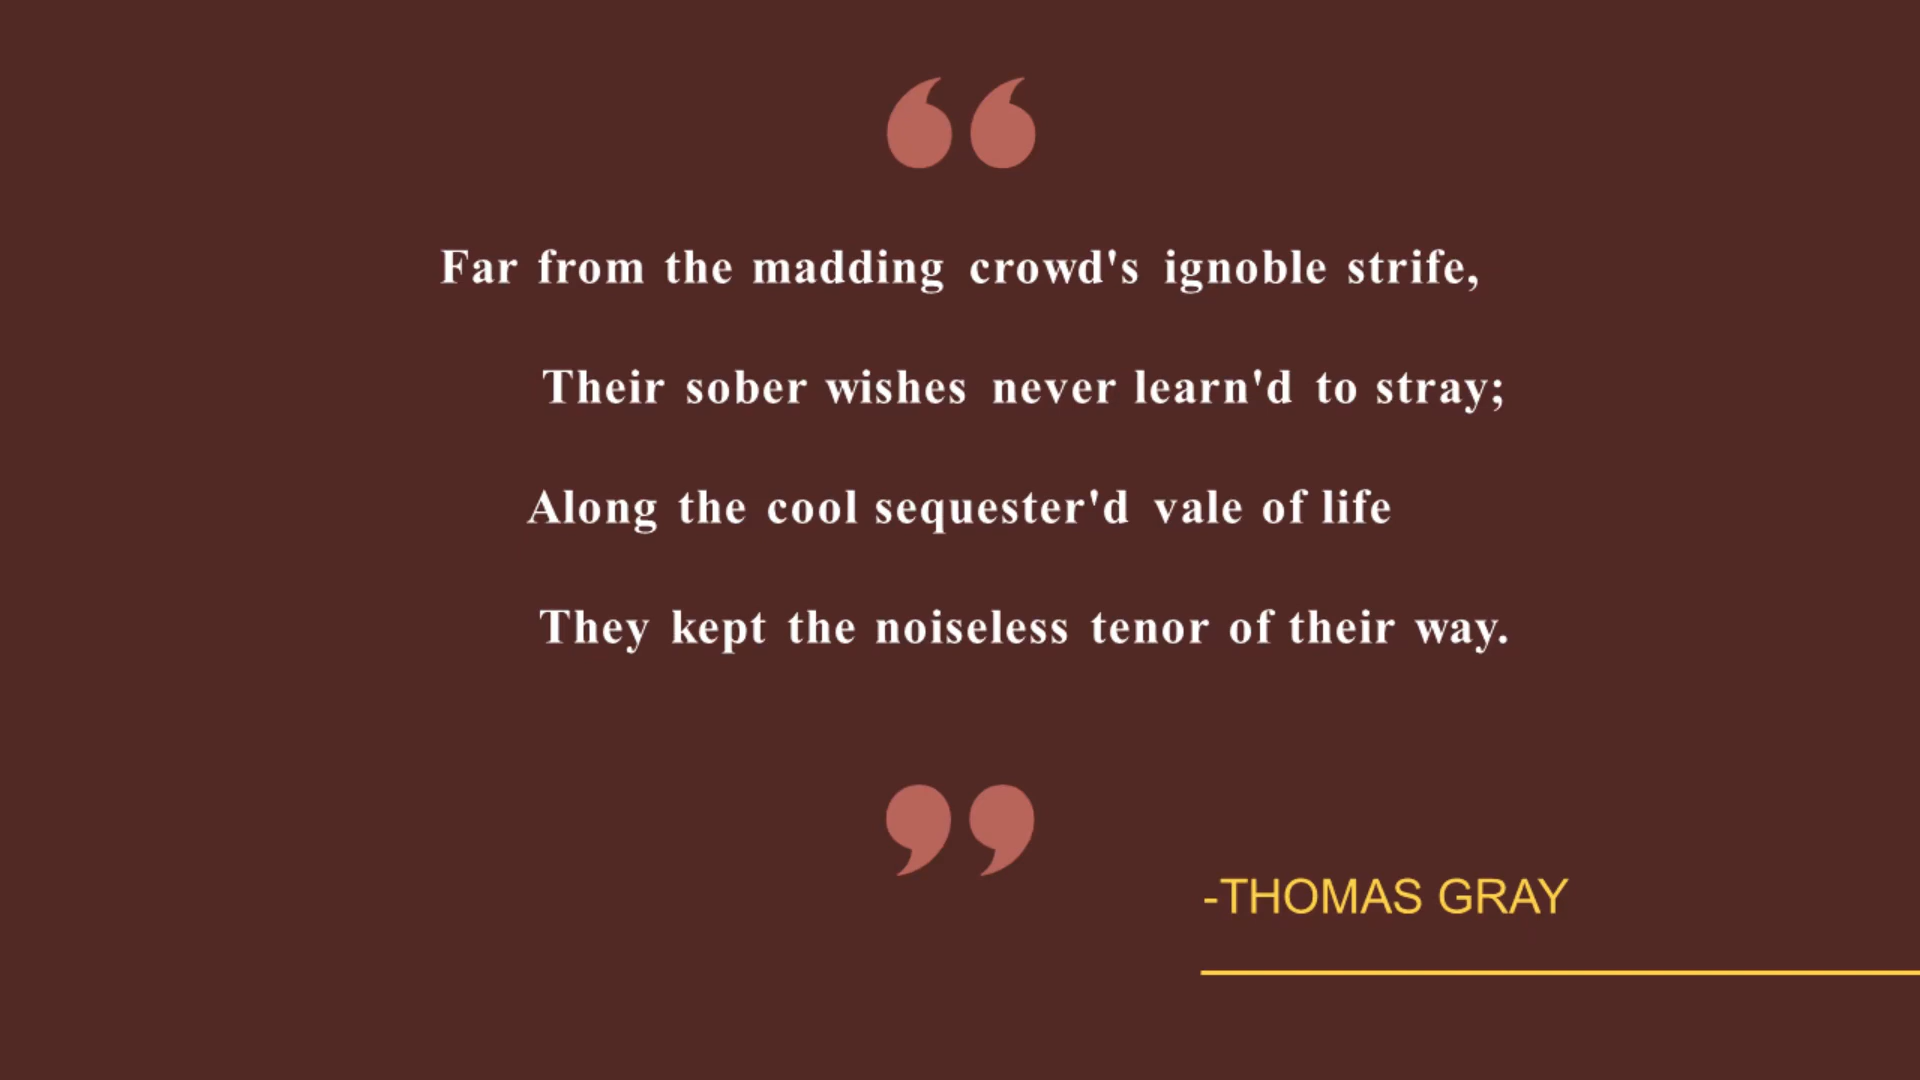 “
Far from the madding crowd's ignoble strife,
Their sober wishes never learn'd to stray;
Along the cool sequester'd vale of life
They kept the noiseless tenor of their way.
”
-THOMAS GRAY